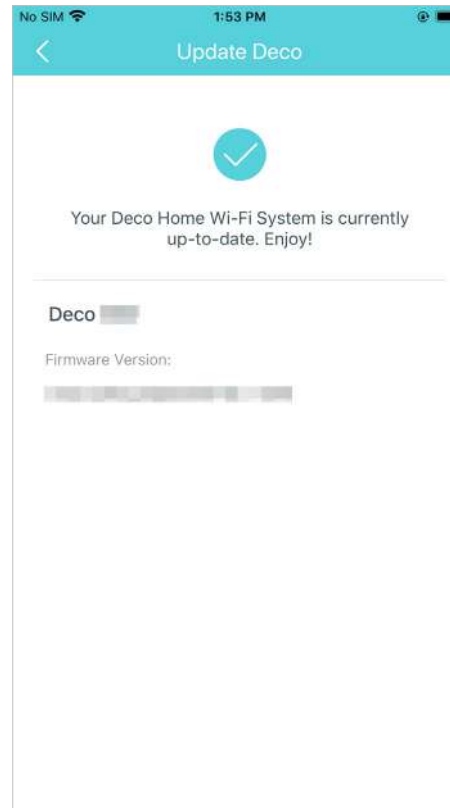 No SIM 1:53 PM
Update Deco
Your Deco Home Wi-Fi System is currently
up-to-date. Enjoy!
Deco
Firmware Version: